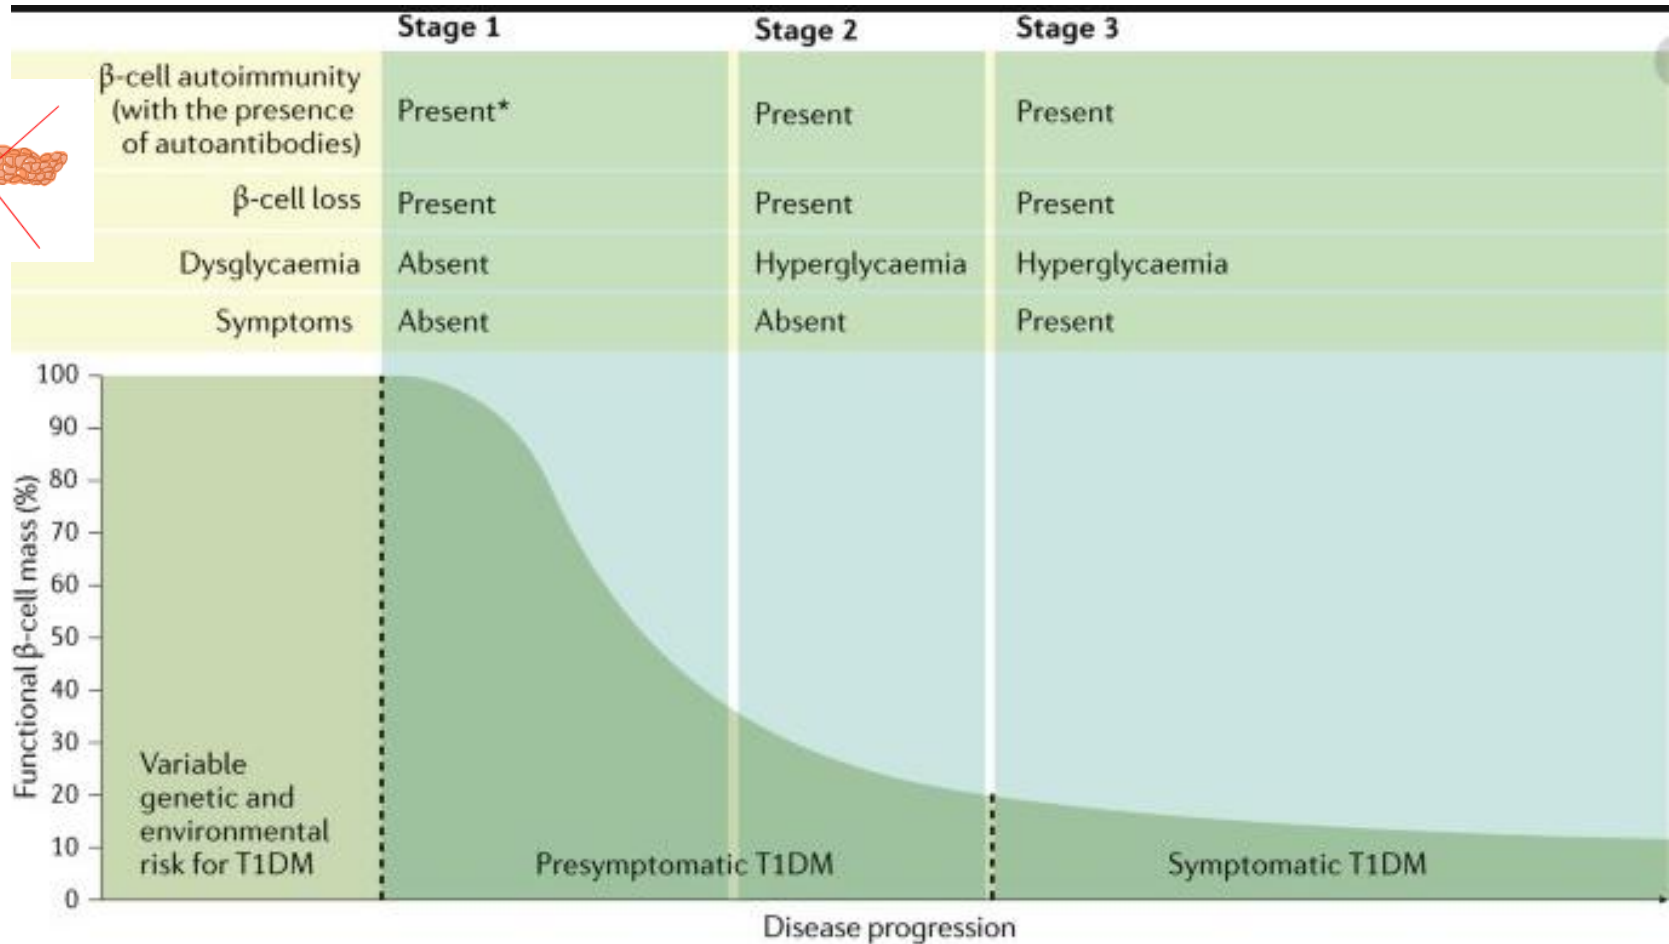 Stage 1 Stage 2 Stage 3
β-cell autoimmunity
(with the presence
of autoantibodies)
Present* Present Present
β-cell loss Present Present Present
Dysglycaemia Absent Hyperglycaemia Hyperglycaemia
Symptoms Absent Absent Present
Functional β-cell mass (%)
100
90
80
70
60
50
40
30
20
10
0
Variable
genetic and
environmental
risk for T1DM
Presymptomatic T1DM
Symptomatic T1DM
Disease progression